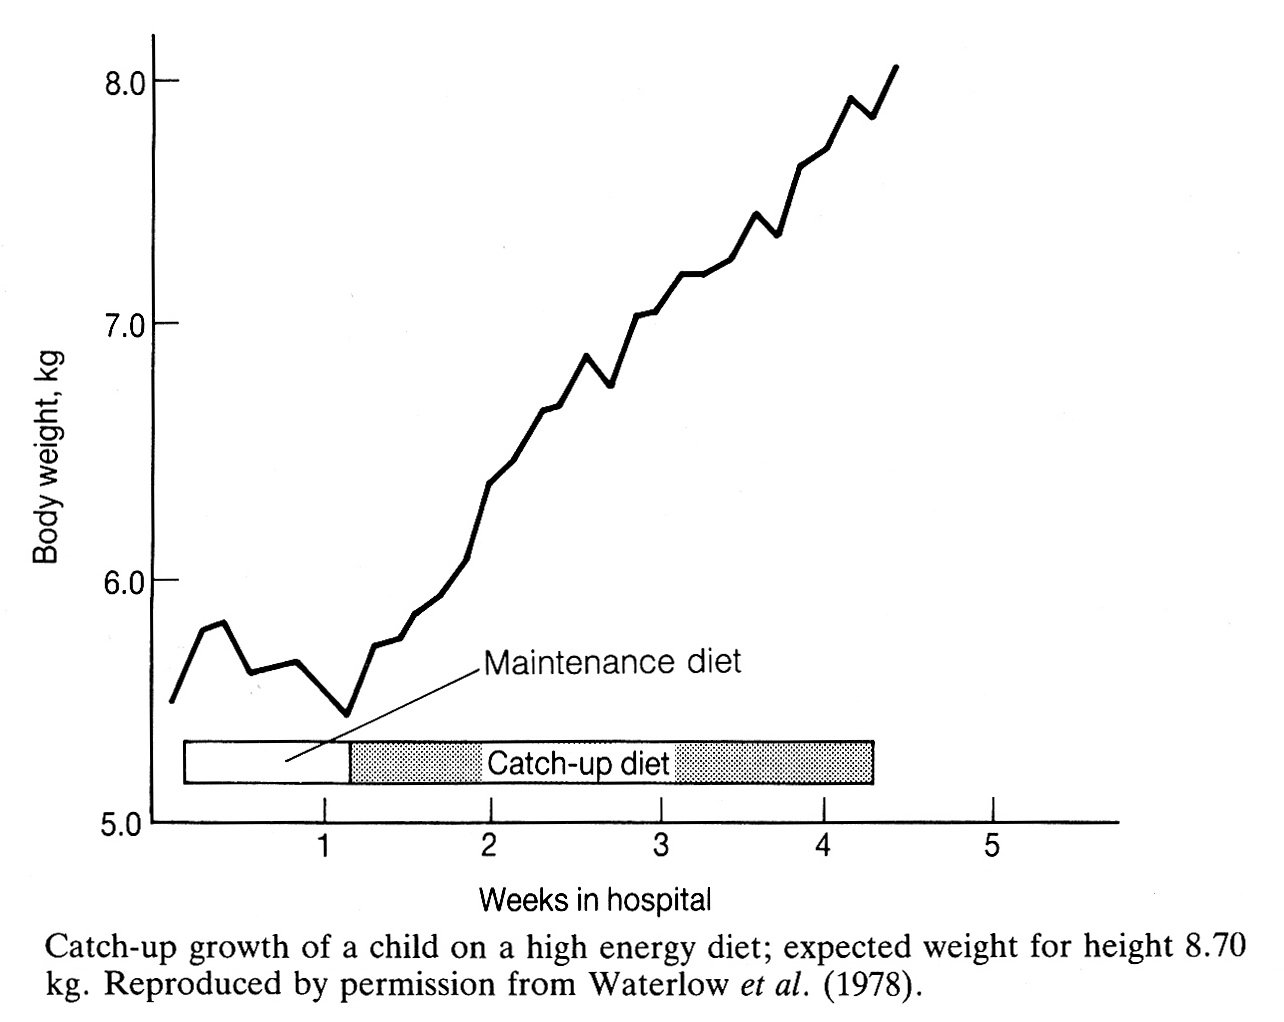 8.0
7.0
6.0
5.0
Body weight, kg
Maintenance diet
Catch-up diet
1 2 3 4 5
Weeks in hospital
Catch-up growth of a child on a high energy diet; expected weight for height 8.70
kg. Reproduced by permission from Waterlow et al. (1978).